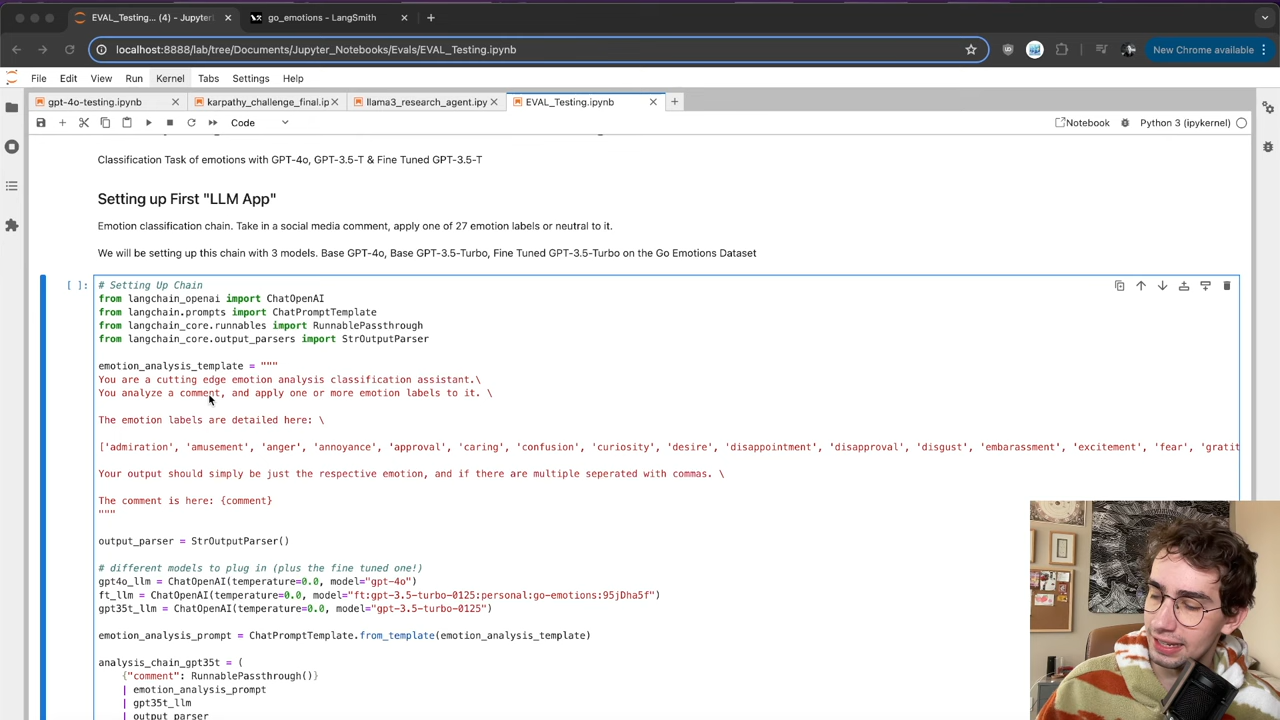 EVAL_Testing... (4) - Jupyter
go_emotions - LangSmith
localhost:8888/lab/tree/Documents/Jupyter_Notebooks/Evals/EVAL_Testing.ipynb
New Chrome available
File Edit View Run Kernel Tabs Settings Help
gpt-4o-testing.ipynb
karpathy_challenge_final.ip
llama3_research_agent.ipy
EVAL_Testing.ipynb
Code
Notebook
Python 3 (ipykernel)
Classification Task of emotions with GPT-4o, GPT-3.5-T & Fine Tuned GPT-3.5-T
Setting up First "LLM App"
Emotion classification chain. Take in a social media comment, apply one of 27 emotion labels or neutral to it.
We will be setting up this chain with 3 models. Base GPT-4o, Base GPT-3.5-Turbo, Fine Tuned GPT-3.5-Turbo on the Go Emotions Dataset
[ ]:
# Setting Up Chain
from langchain_openai import ChatOpenAI
from langchain.prompts import ChatPromptTemplate
from langchain_core.runnables import RunnablePassthrough
from langchain_core.output_parsers import StrOutputParser
emotion_analysis_template = """
You are a cutting edge emotion analysis classification assistant.\
You analyze a comment, and apply one or more emotion labels to it. \
The emotion labels are detailed here: \
['admiration', 'amusement', 'anger', 'annoyance', 'approval', 'caring', 'confusion', 'curiosity', 'desire', 'disappointment', 'disapproval', 'disgust', 'embarassment', 'excitement', 'fear', 'gratit
Your output should simply be just the respective emotion, and if there are multiple seperated with commas. \
The comment is here: {comment}
"""
output_parser = StrOutputParser()
# different models to plug in (plus the fine tuned one!)
gpt4o_llm = ChatOpenAI(temperature=0.0, model="gpt-4o")
ft_llm = ChatOpenAI(temperature=0.0, model="ft:gpt-3.5-turbo-0125:personal:go-emotions:95jDha5f")
gpt35t_llm = ChatOpenAI(temperature=0.0, model="gpt-3.5-turbo-0125")
emotion_analysis_prompt = ChatPromptTemplate.from_template(emotion_analysis_template)
analysis_chain_gpt35t = (
{"comment": RunnablePassthrough()}
| emotion_analysis_prompt
| gpt35t_llm
| output_parser